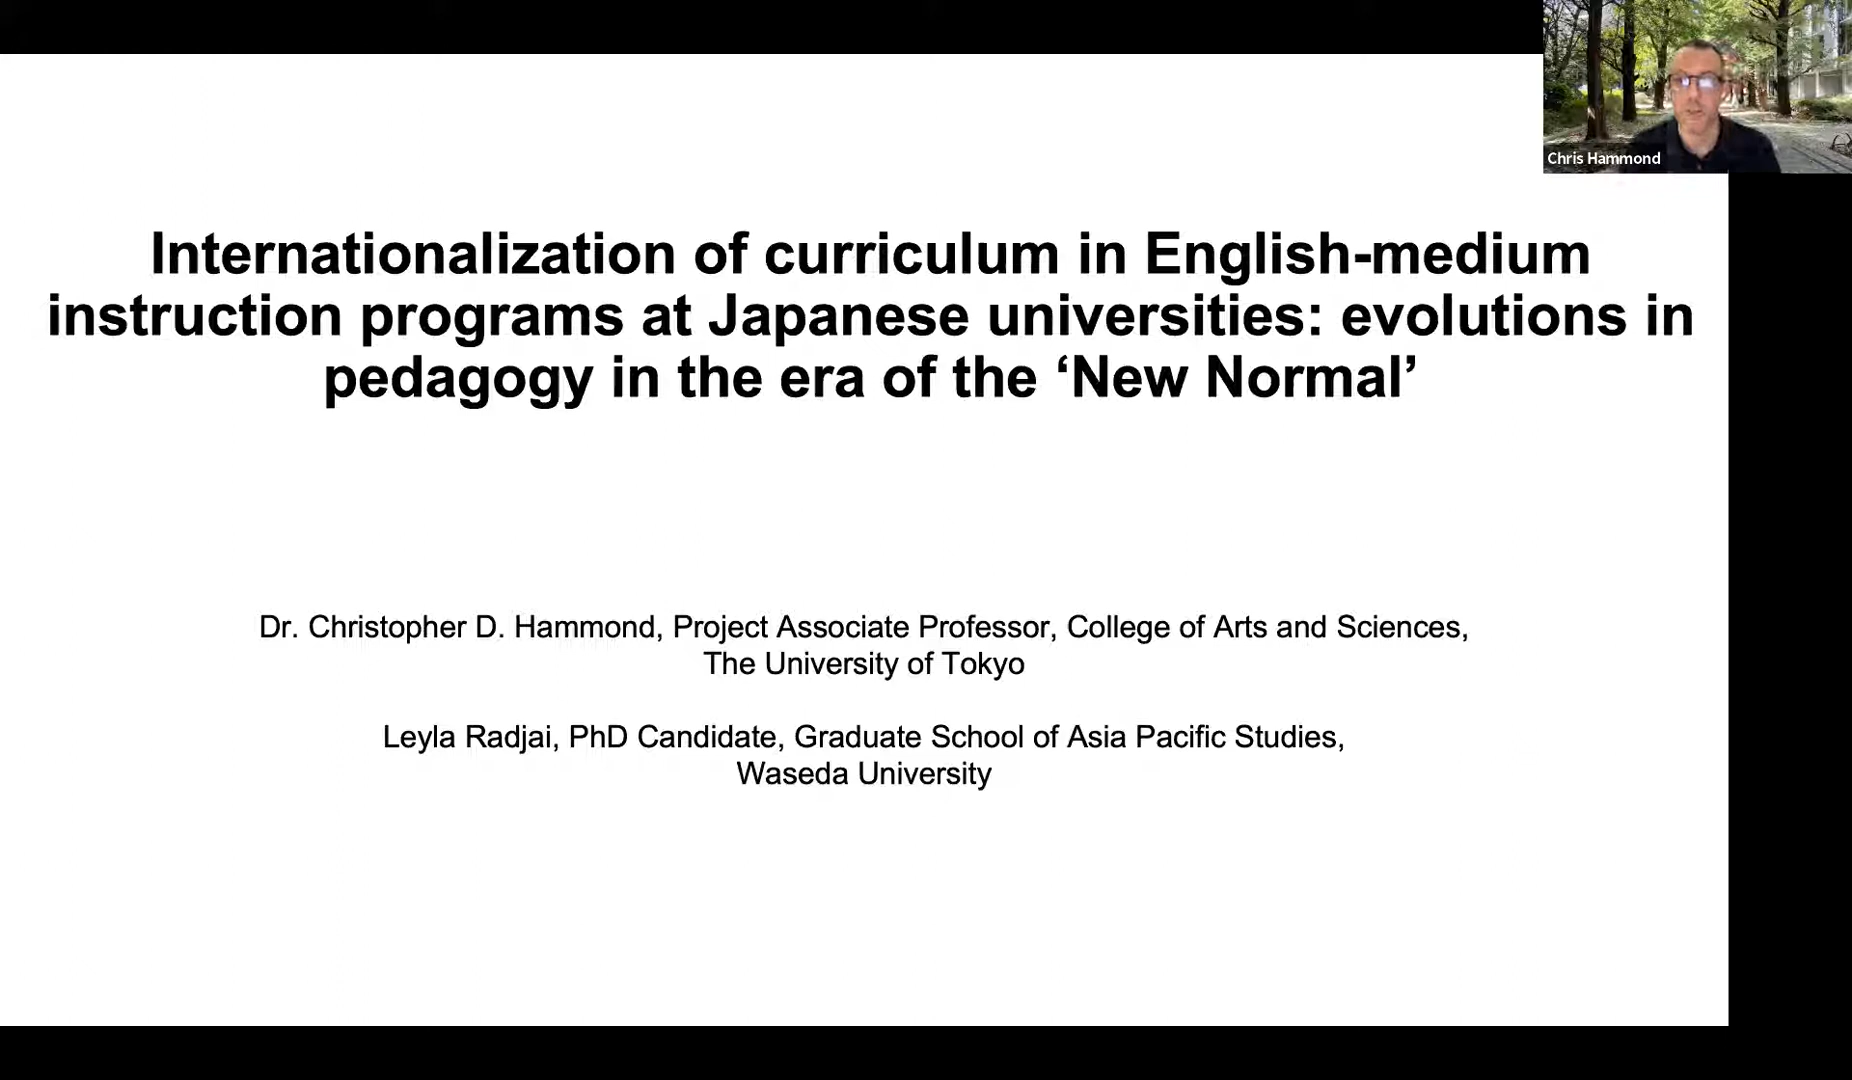 Chris Hammond
Internationalization of curriculum in English-medium
instruction programs at Japanese universities: evolutions in
pedagogy in the era of the ‘New Normal’
Dr. Christopher D. Hammond, Project Associate Professor, College of Arts and Sciences,
The University of Tokyo
Leyla Radjai, PhD Candidate, Graduate School of Asia Pacific Studies,
Waseda University